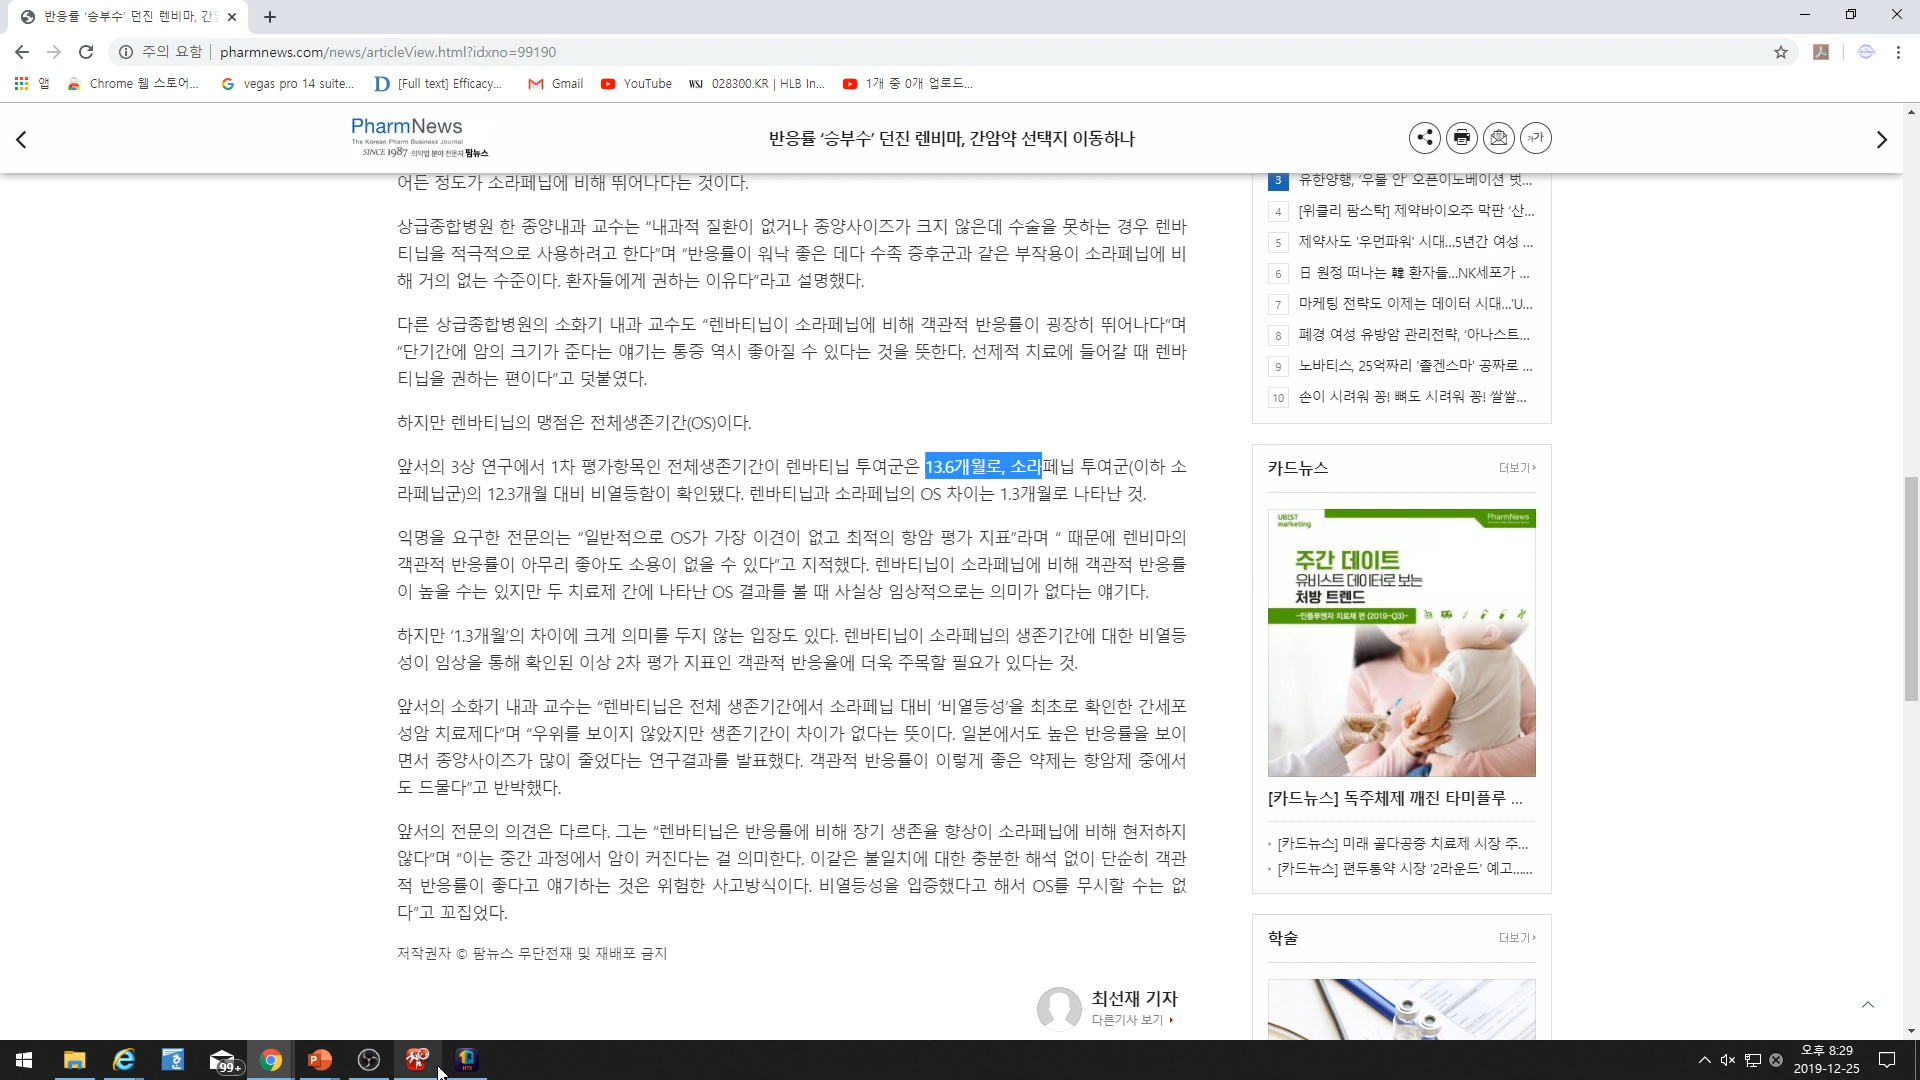 반응률 ‘승부수’ 던진 렌비마, 간암
주의 요함
pharmnews.com/news/articleView.html?idxno=99190
앱
Chrome 웹 스토어...
vegas pro 14 suite...
[Full text] Efficacy...
Gmail
YouTube
WSJ 028300.KR | HLB In...
1개 중 0개 업로드...
PharmNews
The Korean Pharm Business Journal
SINCE 1987 의약업 분야 전문지 팜뉴스
반응률 ‘승부수’ 던진 렌비마, 간암약 선택지 이동하나
가가
어든 정도가 소라페닙에 비해 뛰어나다는 것이다.
상급종합병원 한 종양내과 교수는 “내과적 질환이 없거나 종양사이즈가 크지 않은데 수술을 못하는 경우 렌바
티닙을 적극적으로 사용하려고 한다”며 “반응률이 워낙 좋은 데다 수족 증후군과 같은 부작용이 소라페닙에 비
해 거의 없는 수준이다. 환자들에게 권하는 이유다”라고 설명했다.
다른 상급종합병원의 소화기 내과 교수도 “렌바티닙이 소라페닙에 비해 객관적 반응률이 굉장히 뛰어나다”며
“단기간에 암의 크기가 준다는 얘기는 통증 역시 좋아질 수 있다는 것을 뜻한다. 선제적 치료에 들어갈 때 렌바
티닙을 권하는 편이다”고 덧붙였다.
하지만 렌바티닙의 맹점은 전체생존기간(OS)이다.
앞서의 3상 연구에서 1차 평가항목인 전체생존기간이 렌바티닙 투여군은 13.6개월로, 소라페닙 투여군(이하 소
라페닙군)의 12.3개월 대비 비열등함이 확인됐다. 렌바티닙과 소라페닙의 OS 차이는 1.3개월로 나타난 것.
익명을 요구한 전문의는 “일반적으로 OS가 가장 이견이 없고 최적의 항암 평가 지표”라며 “ 때문에 렌비마의
객관적 반응률이 아무리 좋아도 소용이 없을 수 있다”고 지적했다. 렌바티닙이 소라페닙에 비해 객관적 반응률
이 높을 수는 있지만 두 치료제 간에 나타난 OS 결과를 볼 때 사실상 임상적으로는 의미가 없다는 얘기다.
하지만 ‘1.3개월’의 차이에 크게 의미를 두지 않는 입장도 있다. 렌바티닙이 소라페닙의 생존기간에 대한 비열등
성이 임상을 통해 확인된 이상 2차 평가 지표인 객관적 반응율에 더욱 주목할 필요가 있다는 것.
앞서의 소화기 내과 교수는 “렌바티닙은 전체 생존기간에서 소라페닙 대비 ‘비열등성’을 최초로 확인한 간세포
성암 치료제다”며 “우위를 보이지 않았지만 생존기간이 차이가 없다는 뜻이다. 일본에서도 높은 반응률을 보이
면서 종양사이즈가 많이 줄었다는 연구결과를 발표했다. 객관적 반응률이 이렇게 좋은 약제는 항암제 중에서
도 드물다”고 반박했다.
앞서의 전문의 의견은 다르다. 그는 “렌바티닙은 반응률에 비해 장기 생존율 향상이 소라페닙에 비해 현저하지
않다”며 “이는 중간 과정에서 암이 커진다는 걸 의미한다. 이같은 불일치에 대한 충분한 해석 없이 단순히 객관
적 반응률이 좋다고 얘기하는 것은 위험한 사고방식이다. 비열등성을 입증했다고 해서 OS를 무시할 수는 없
다”고 꼬집었다.
저작권자 © 팜뉴스 무단전재 및 재배포 금지
최선재 기자
다른기사 보기
3 유한양행, ‘우물 안’ 오픈이노베이션 벗...
4 [위클리 팜스탁] 제약바이오주 막판 ‘산...
5 제약사도 '우먼파워' 시대...5년간 여성 ...
6 日 원정 떠나는 韓 환자들...NK세포가 ...
7 마케팅 전략도 이제는 데이터 시대...'U...
8 폐경 여성 유방암 관리전략, ‘아나스트...
9 노바티스, 25억짜리 '졸겐스마' 공짜로 ...
10 손이 시려워 꽁! 뼈도 시려워 꽁! 쌀쌀...
카드뉴스
더보기
UBIST
marketing
PharmNews
주간 데이트
유비스트 데이터로 보는
처방 트렌드
~인플루엔자 치료제 편 (2019-Q3)~
[카드뉴스] 독주체제 깨진 타미플루 ...
[카드뉴스] 미래 골다공증 치료제 시장 주...
[카드뉴스] 편두통약 시장 '2라운드' 예고......
학술
더보기
99+
오후 8:29
2019-12-25